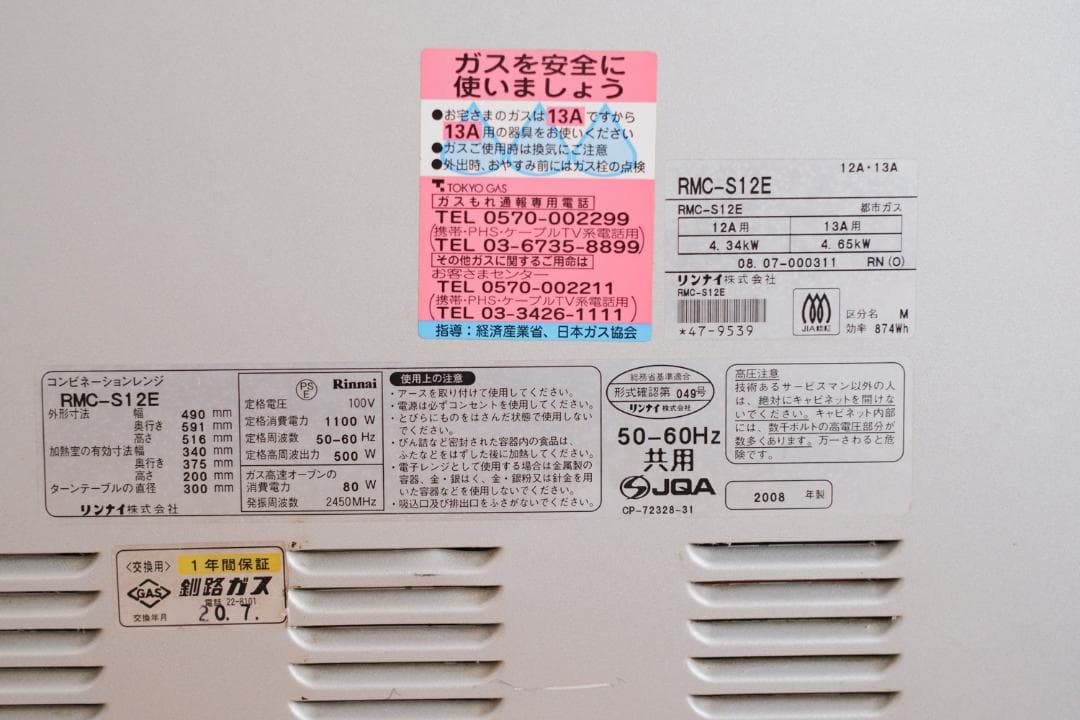 ガスを安全に
使いましょう
●お宅さまのガスは13Aですから
13A用の器具をお使いください
●ガスご使用時は換気にご注意
●外出時、おやすみ前にはガス栓の点検
TOKYO GAS
ガスもれ通報専用電話
TEL 0570-002299
(携帯・PHS・ケーブルTV系電話用)
TEL 03-6735-8899
その他ガスに関するご用命は
お客さまセンター
TEL 0570-002211
(携帯・PHS・ケーブルTV系電話用)
TEL 03-3426-1111
指導：経済産業省、日本ガス協会
12A・13A
RMC-S12E
RMC-S12E 都市ガス
12A用 13A用
4.34kW 4.65kW
08.07-000311 RN(O)
リンナイ株式会社
RMC-S12E
*47-9539
JIA認証
区分名 M
効率 874Wh
コンビネーションレンジ
RMC-S12E
外形寸法 幅 490 mm
奥行き 591 mm
高さ 516 mm
加熱室の有効寸法幅 340 mm
奥行き 375 mm
高さ 200 mm
ターンテーブルの直径 300 mm
リンナイ株式会社
PS
E
Rinnai
定格電圧 100V
定格消費電力 1100 W
定格周波数 50-60 Hz
定格高周波出力 500 W
ガス高速オーブンの
消費電力 80 W
発振周波数 2450MHz
使用上の注意
・アースを取り付けて使用してください。
・電源は必ずコンセントを使用してください。
・とびらにものをはさんだ状態で使用しない
でください。
・びん詰など密封された容器内の食品は、
ふたなどをはずした後に加熱してください。
・電子レンジとして使用する場合は金属製の
容器、金・銀はく、金・銀粉又は針金を用
いた容器などを使用しないでください。
・吸込口及び排出口をふさがないでください。
総務省基準適合
形式確認第 049号
リンナイ株式会社
50-60Hz
共用
JQA
CP-72328-31
高圧注意
技術あるサービスマン以外の人
は、絶対にキャビネットを開けな
いでください。キャビネット内部
には、数千ボルトの高電圧部分が
数多くあります。万一さわると危
険です。
2008 年製
〈交換用〉 1年間保証
GAS 釧路ガス
電話 22-8101
交換年月 20.7.